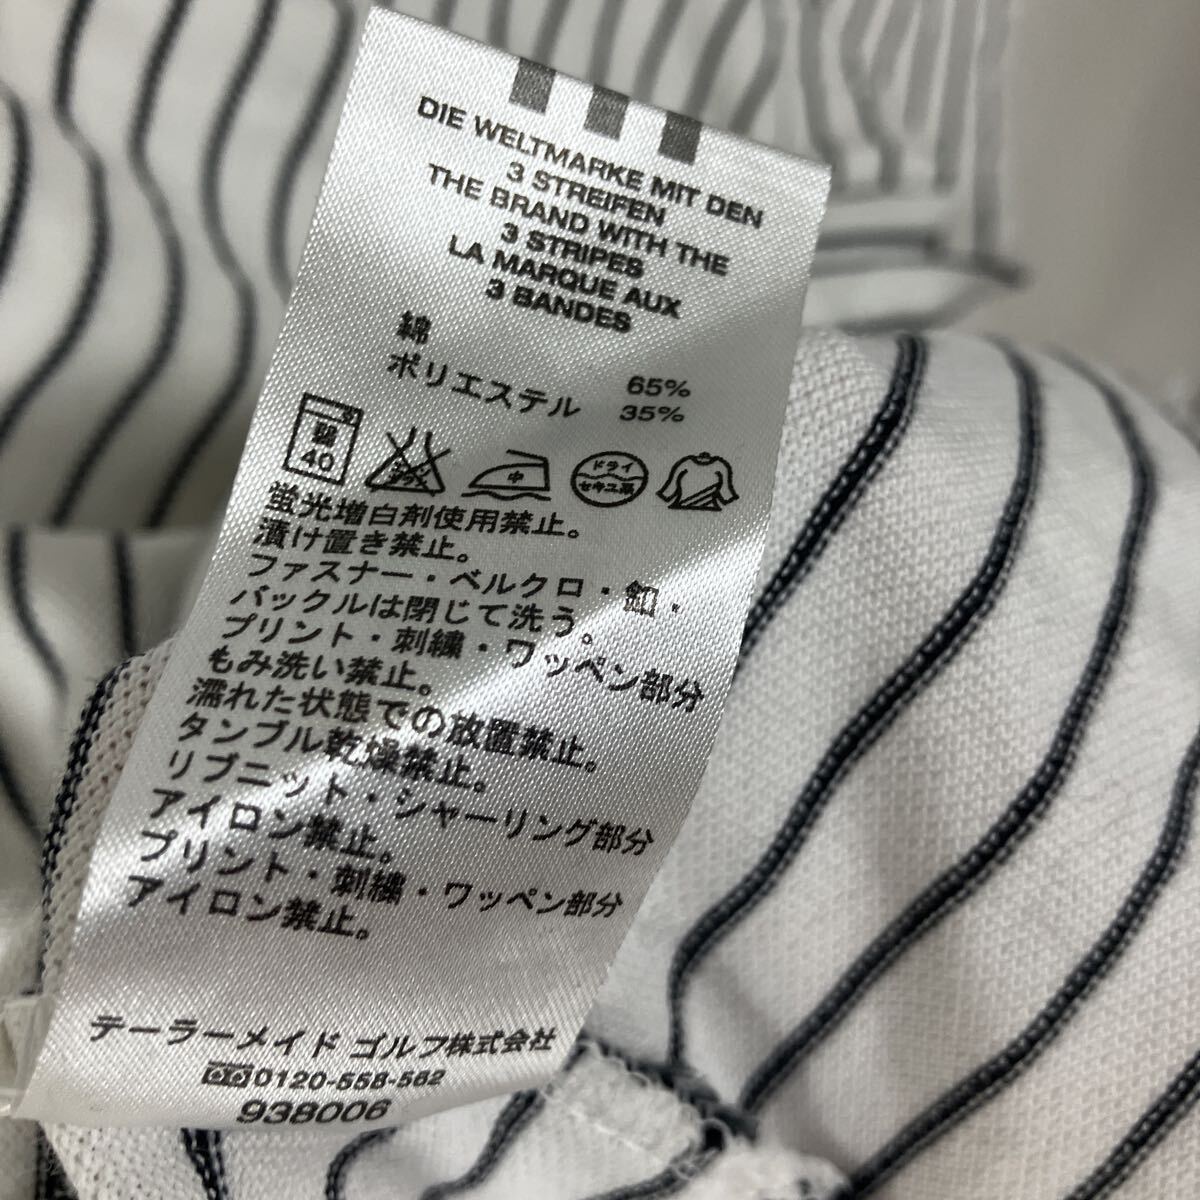 DIE WELTMARKE MIT DEN
3 STREIFEN
THE BRAND WITH THE
3 STRIPES
LA MARQUE AUX
3 BANDES
綿 65%
ポリエステル 35%
弱 40 中 ドライ セキユ系
蛍光増白剤使用禁止。
漬け置き禁止。
ファスナー・ベルクロ・釦・
バックルは閉じて洗う。
プリント・刺繍・ワッペン部分
もみ洗い禁止。
濡れた状態での放置禁止。
タンブル乾燥禁止。
リブニット・シャーリング部分
アイロン禁止。
プリント・刺繍・ワッペン部分
アイロン禁止。
テーラーメイド ゴルフ株式会社
0120-558-562
938006